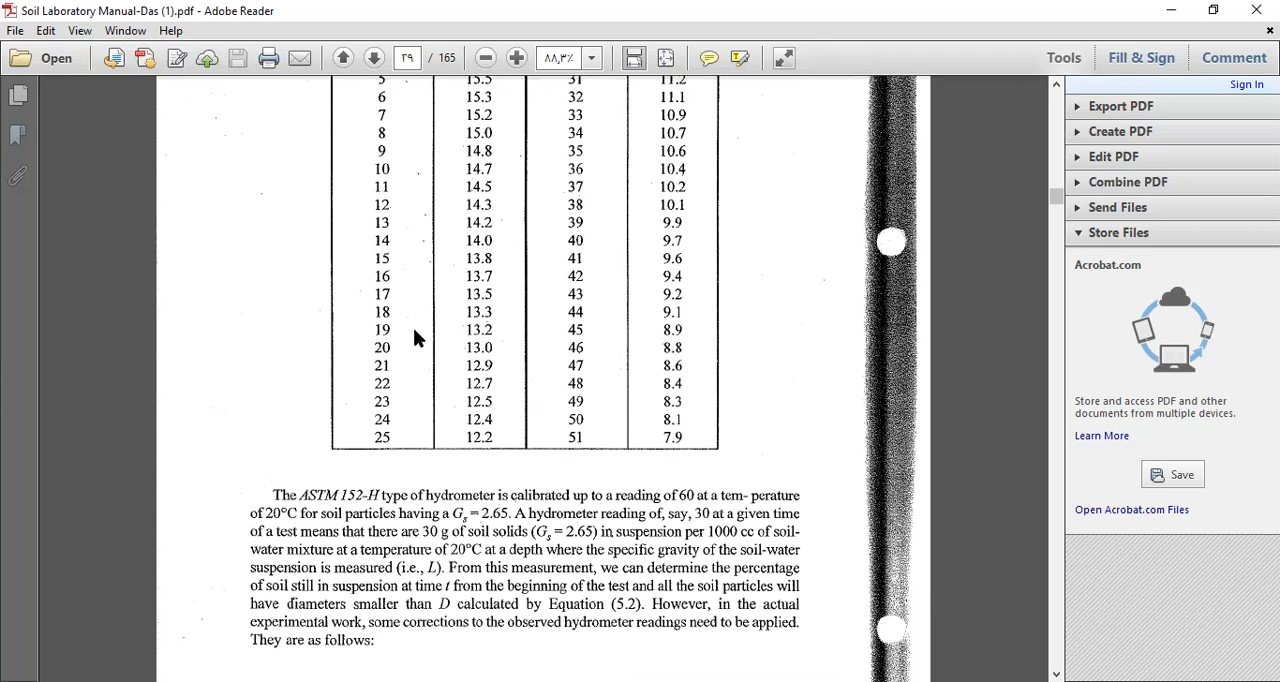 Soil Laboratory Manual-Das (1).pdf - Adobe Reader
File Edit View Window Help
Open ۲۹ / 165 ۸۸,۳٪ Tools Fill & Sign Comment
Sign In
Export PDF
Create PDF
Edit PDF
Combine PDF
Send Files
Store Files
Acrobat.com
Store and access PDF and other
documents from multiple devices.
Learn More
Save
Open Acrobat.com Files
5 15.5 31 11.2
6 15.3 32 11.1
7 15.2 33 10.9
8 15.0 34 10.7
9 14.8 35 10.6
10 14.7 36 10.4
11 14.5 37 10.2
12 14.3 38 10.1
13 14.2 39 9.9
14 14.0 40 9.7
15 13.8 41 9.6
16 13.7 42 9.4
17 13.5 43 9.2
18 13.3 44 9.1
19 13.2 45 8.9
20 13.0 46 8.8
21 12.9 47 8.6
22 12.7 48 8.4
23 12.5 49 8.3
24 12.4 50 8.1
25 12.2 51 7.9
The ASTM 152-H type of hydrometer is calibrated up to a reading of 60 at a tem- perature
of 20°C for soil particles having a Gs = 2.65. A hydrometer reading of, say, 30 at a given time
of a test means that there are 30 g of soil solids (Gs = 2.65) in suspension per 1000 cc of soil-
water mixture at a temperature of 20°C at a depth where the specific gravity of the soil-water
suspension is measured (i.e., L). From this measurement, we can determine the percentage
of soil still in suspension at time t from the beginning of the test and all the soil particles will
have diameters smaller than D calculated by Equation (5.2). However, in the actual
experimental work, some corrections to the observed hydrometer readings need to be applied.
They are as follows: